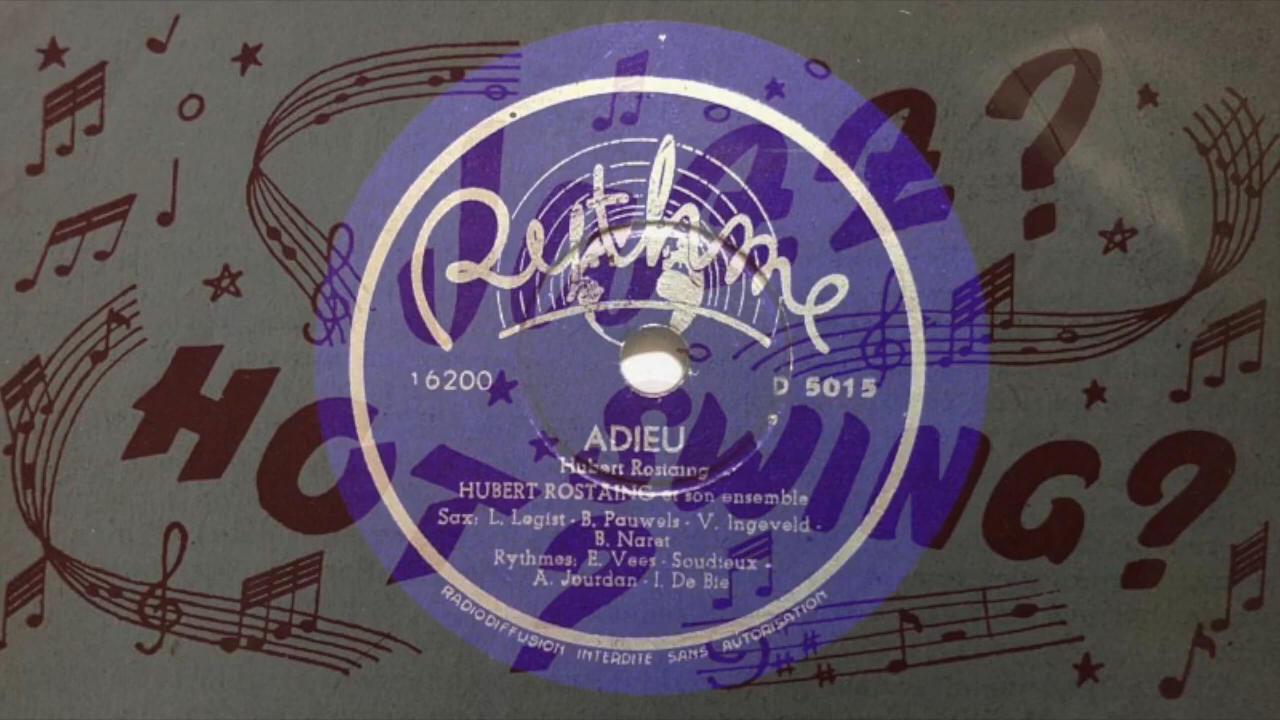 JAZZ?
Rythme
16200
D 5015
HOT?
SWING?
ADIEU
Hubert Rostaing
HUBERT ROSTAING et son ensemble
Sax: L. Logist - B. Pauwels - V. Ingeveld -
B. Naret
Rythmes: E. Vees - Soudieux -
A. Jourdan - I. De Bie
RADIODIFFUSION INTERDITE SANS AUTORISATION